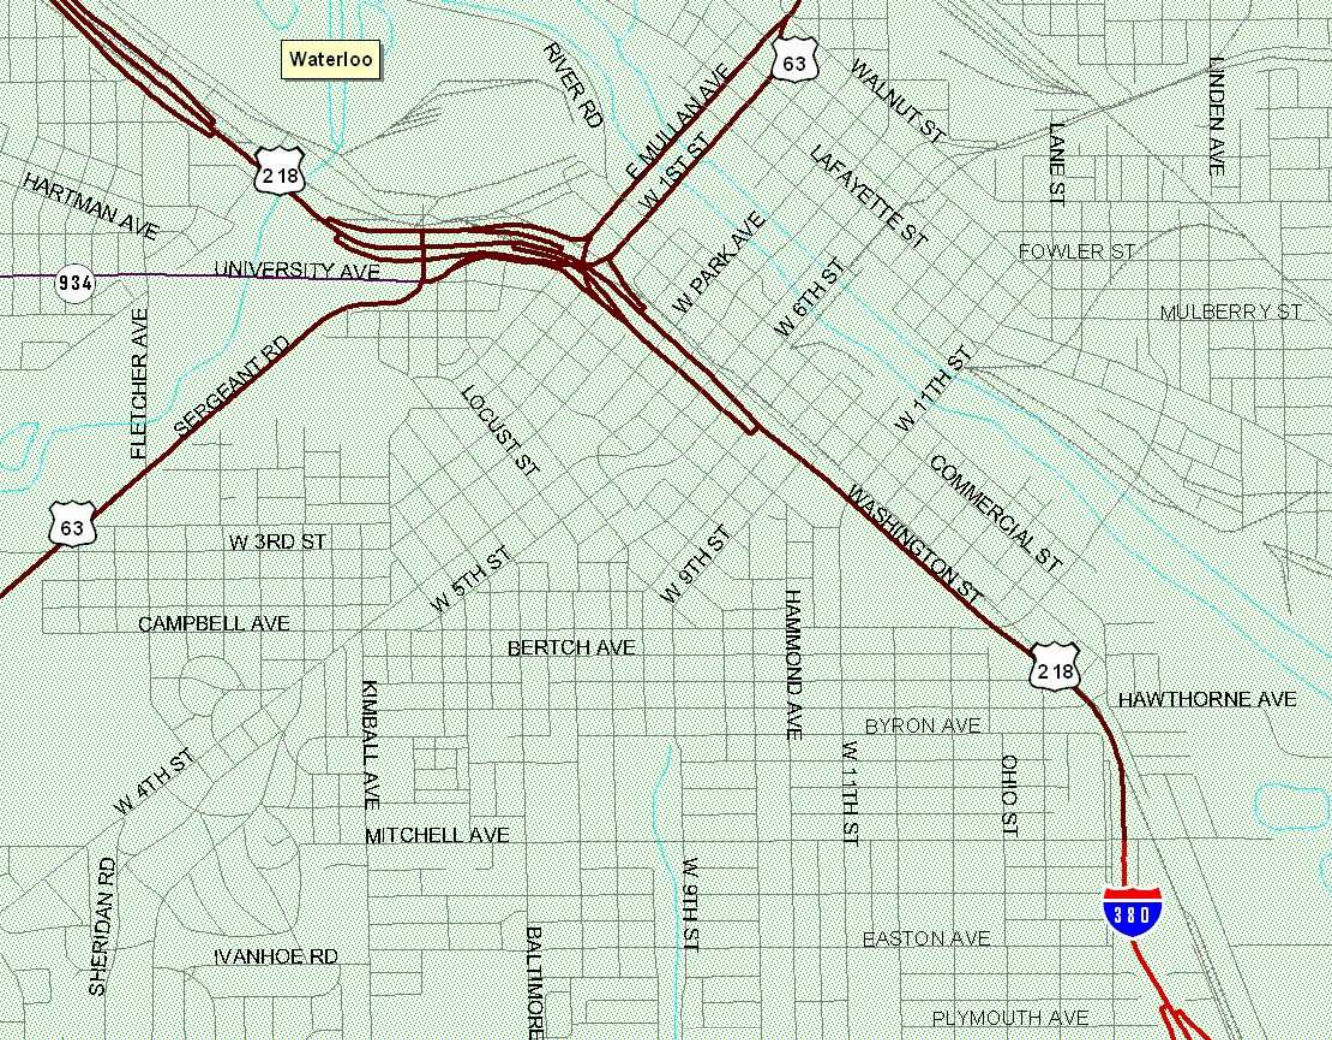 Waterloo
63
RIVER RD
E MULLAN AVE
W 1ST ST
WALNUT ST
LINDEN AVE
LANE ST
LAFAYETTE ST
218
HARTMAN AVE
934
UNIVERSITY AVE
W PARK AVE
W 6TH ST
FOWLER ST
MULBERRY ST
FLETCHER AVE
SERGEANT RD
LOCUST ST
W 11TH ST
COMMERCIAL ST
WASHINGTON ST
63
W 3RD ST
W 5TH ST
W 9TH ST
CAMPBELL AVE
BERTCH AVE
HAMMOND AVE
218
HAWTHORNE AVE
KIMBALL AVE
BYRON AVE
W 4TH ST
W 11TH ST
OHIO ST
MITCHELL AVE
SHERIDAN RD
W 9TH ST
380
IVANHOE RD
BALTIMORE
EASTON AVE
PLYMOUTH AVE